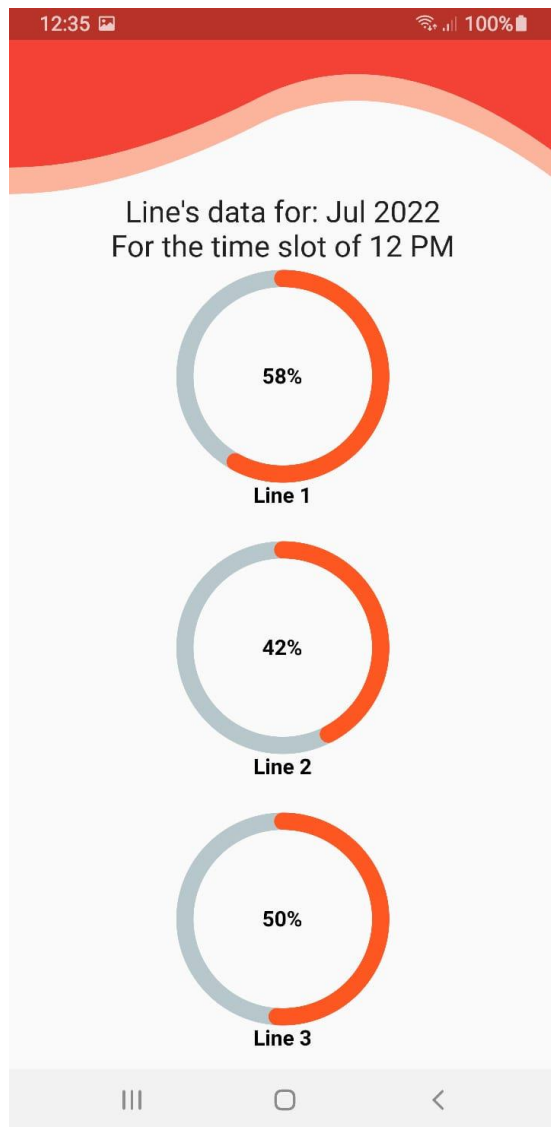 12:35 100%
Line's data for: Jul 2022
For the time slot of 12 PM
58%
Line 1
42%
Line 2
50%
Line 3